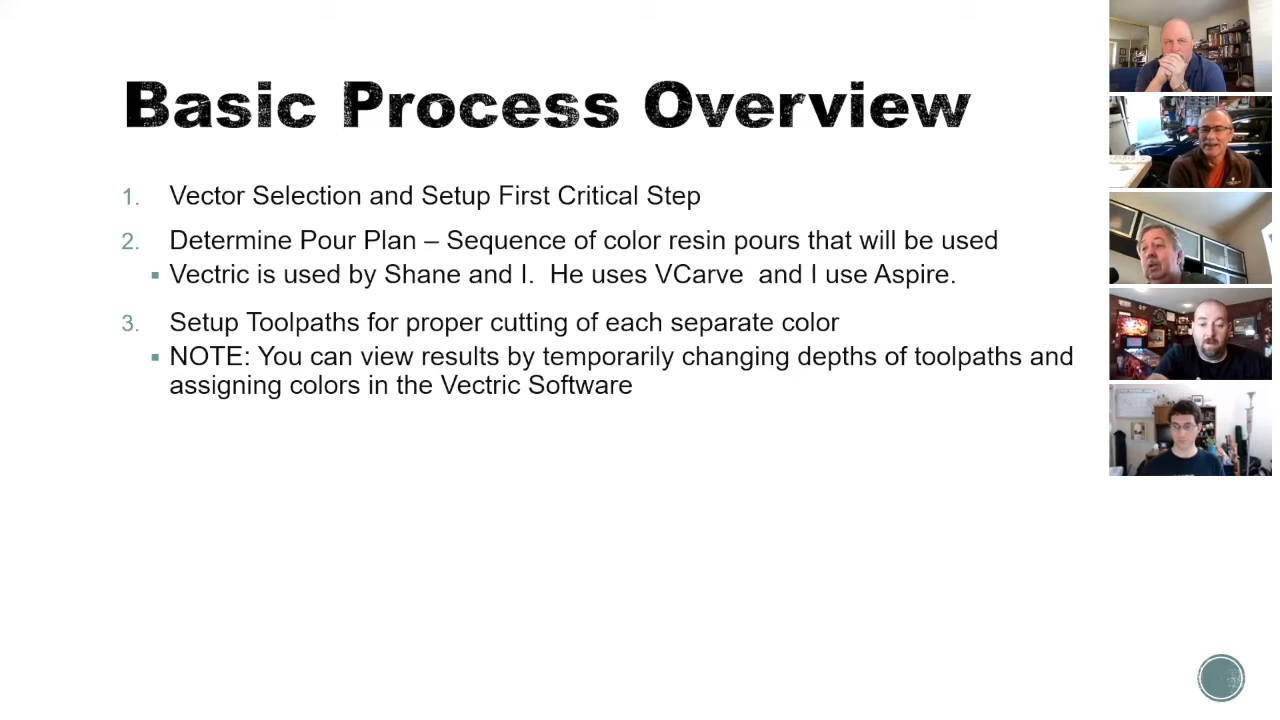 Basic Process Overview
1. Vector Selection and Setup First Critical Step
2. Determine Pour Plan – Sequence of color resin pours that will be used
▪ Vectric is used by Shane and I.  He uses VCarve  and I use Aspire.
3. Setup Toolpaths for proper cutting of each separate color
▪ NOTE: You can view results by temporarily changing depths of toolpaths and
assigning colors in the Vectric Software